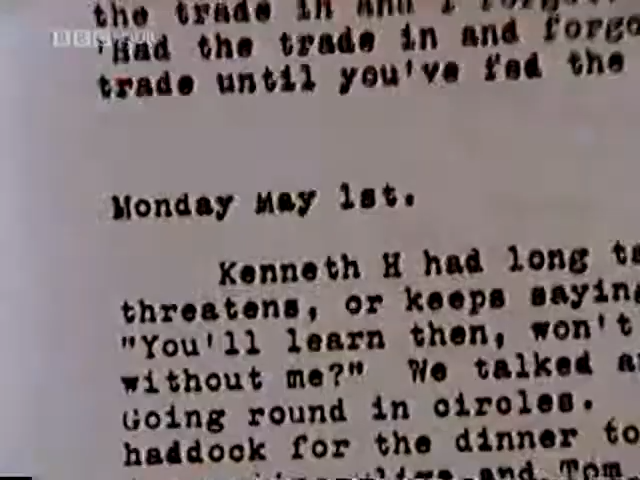 the trade in and I
'Had the trade in and forgo
trade until you've fed the
Monday May 1st.
Kenneth H had long ta
threatens, or keeps saying
"You'll learn then, won't
without me?" We talked a
Going round in circles.
haddock for the dinner to
and Tom